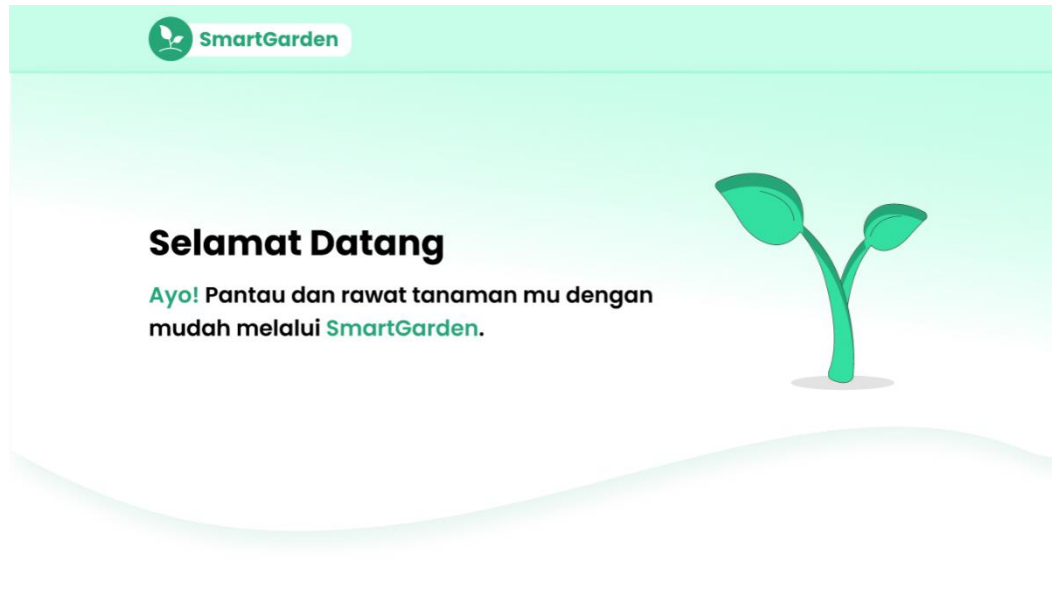 SmartGarden
Selamat Datang
Ayo! Pantau dan rawat tanaman mu dengan
mudah melalui SmartGarden.